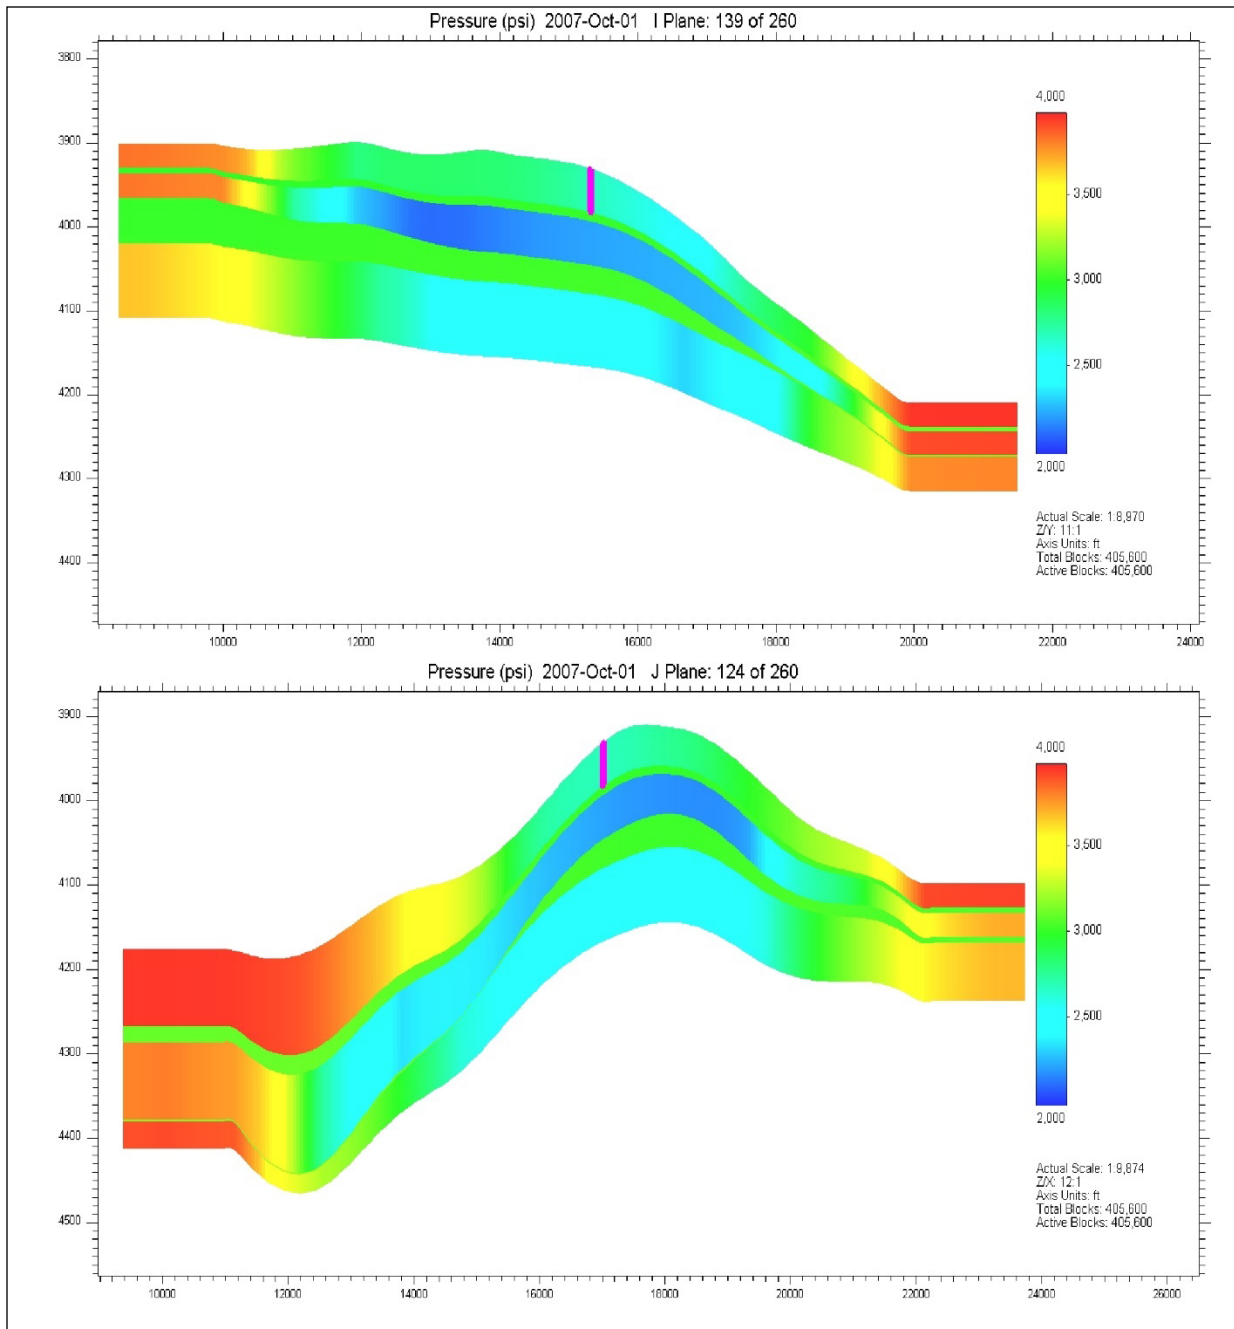 Pressure (psi) 2007-Oct-01 I Plane: 139 of 260
3800
3900
4000
4100
4200
4300
4400
4,000
3,500
3,000
2,500
2,000
Actual Scale: 1:8,970
Z/Y: 11:1
Axis Units: ft
Total Blocks: 405,600
Active Blocks: 405,600
10000 12000 14000 16000 18000 20000 22000 24000
Pressure (psi) 2007-Oct-01 J Plane: 124 of 260
3900
4000
4100
4200
4300
4400
4500
4,000
3,500
3,000
2,500
2,000
Actual Scale: 1:9,874
Z/X: 12:1
Axis Units: ft
Total Blocks: 405,600
Active Blocks: 405,600
10000 12000 14000 16000 18000 20000 22000 24000 26000